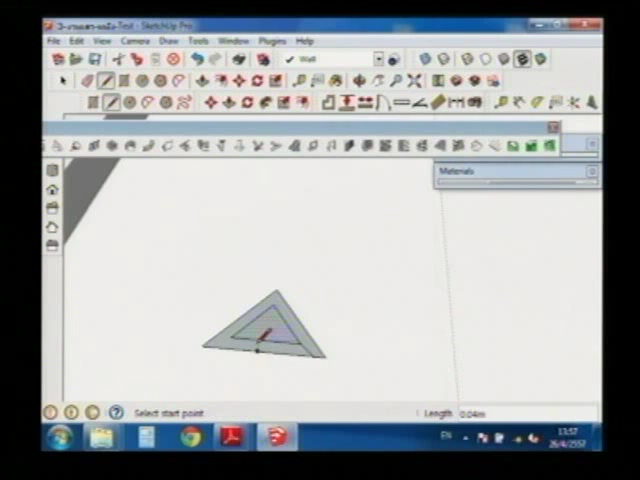 -Test - SketchUp Pro
File Edit View Camera Draw Tools Window Plugins Help
Wall
Materials
Select start point
Length 0.04m
EN
13:57
26/4/2557